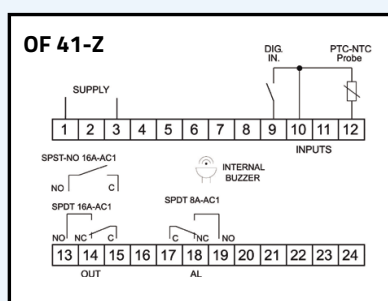 OF 41-Z
DIG.
IN.
PTC-NTC
Probe
SUPPLY
1 2 3 4 5 6 7 8 9 10 11 12
INPUTS
SPST-NO 16A-AC1
INTERNAL
BUZZER
NO C
SPDT 16A-AC1 SPDT 8A-AC1
NO NC C C NC NO
13 14 15 16 17 18 19 20 21 22 23 24
OUT AL